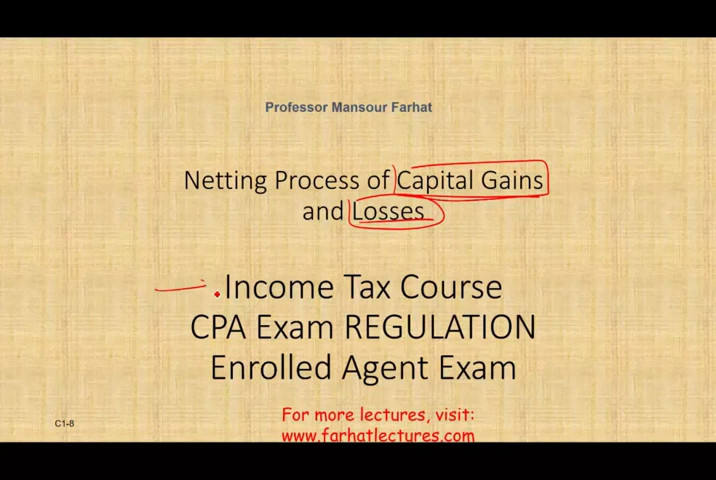 Professor Mansour Farhat
Netting Process of Capital Gains
and Losses
Income Tax Course
CPA Exam REGULATION
Enrolled Agent Exam
For more lectures, visit:
www.farhatlectures.com
C1-8